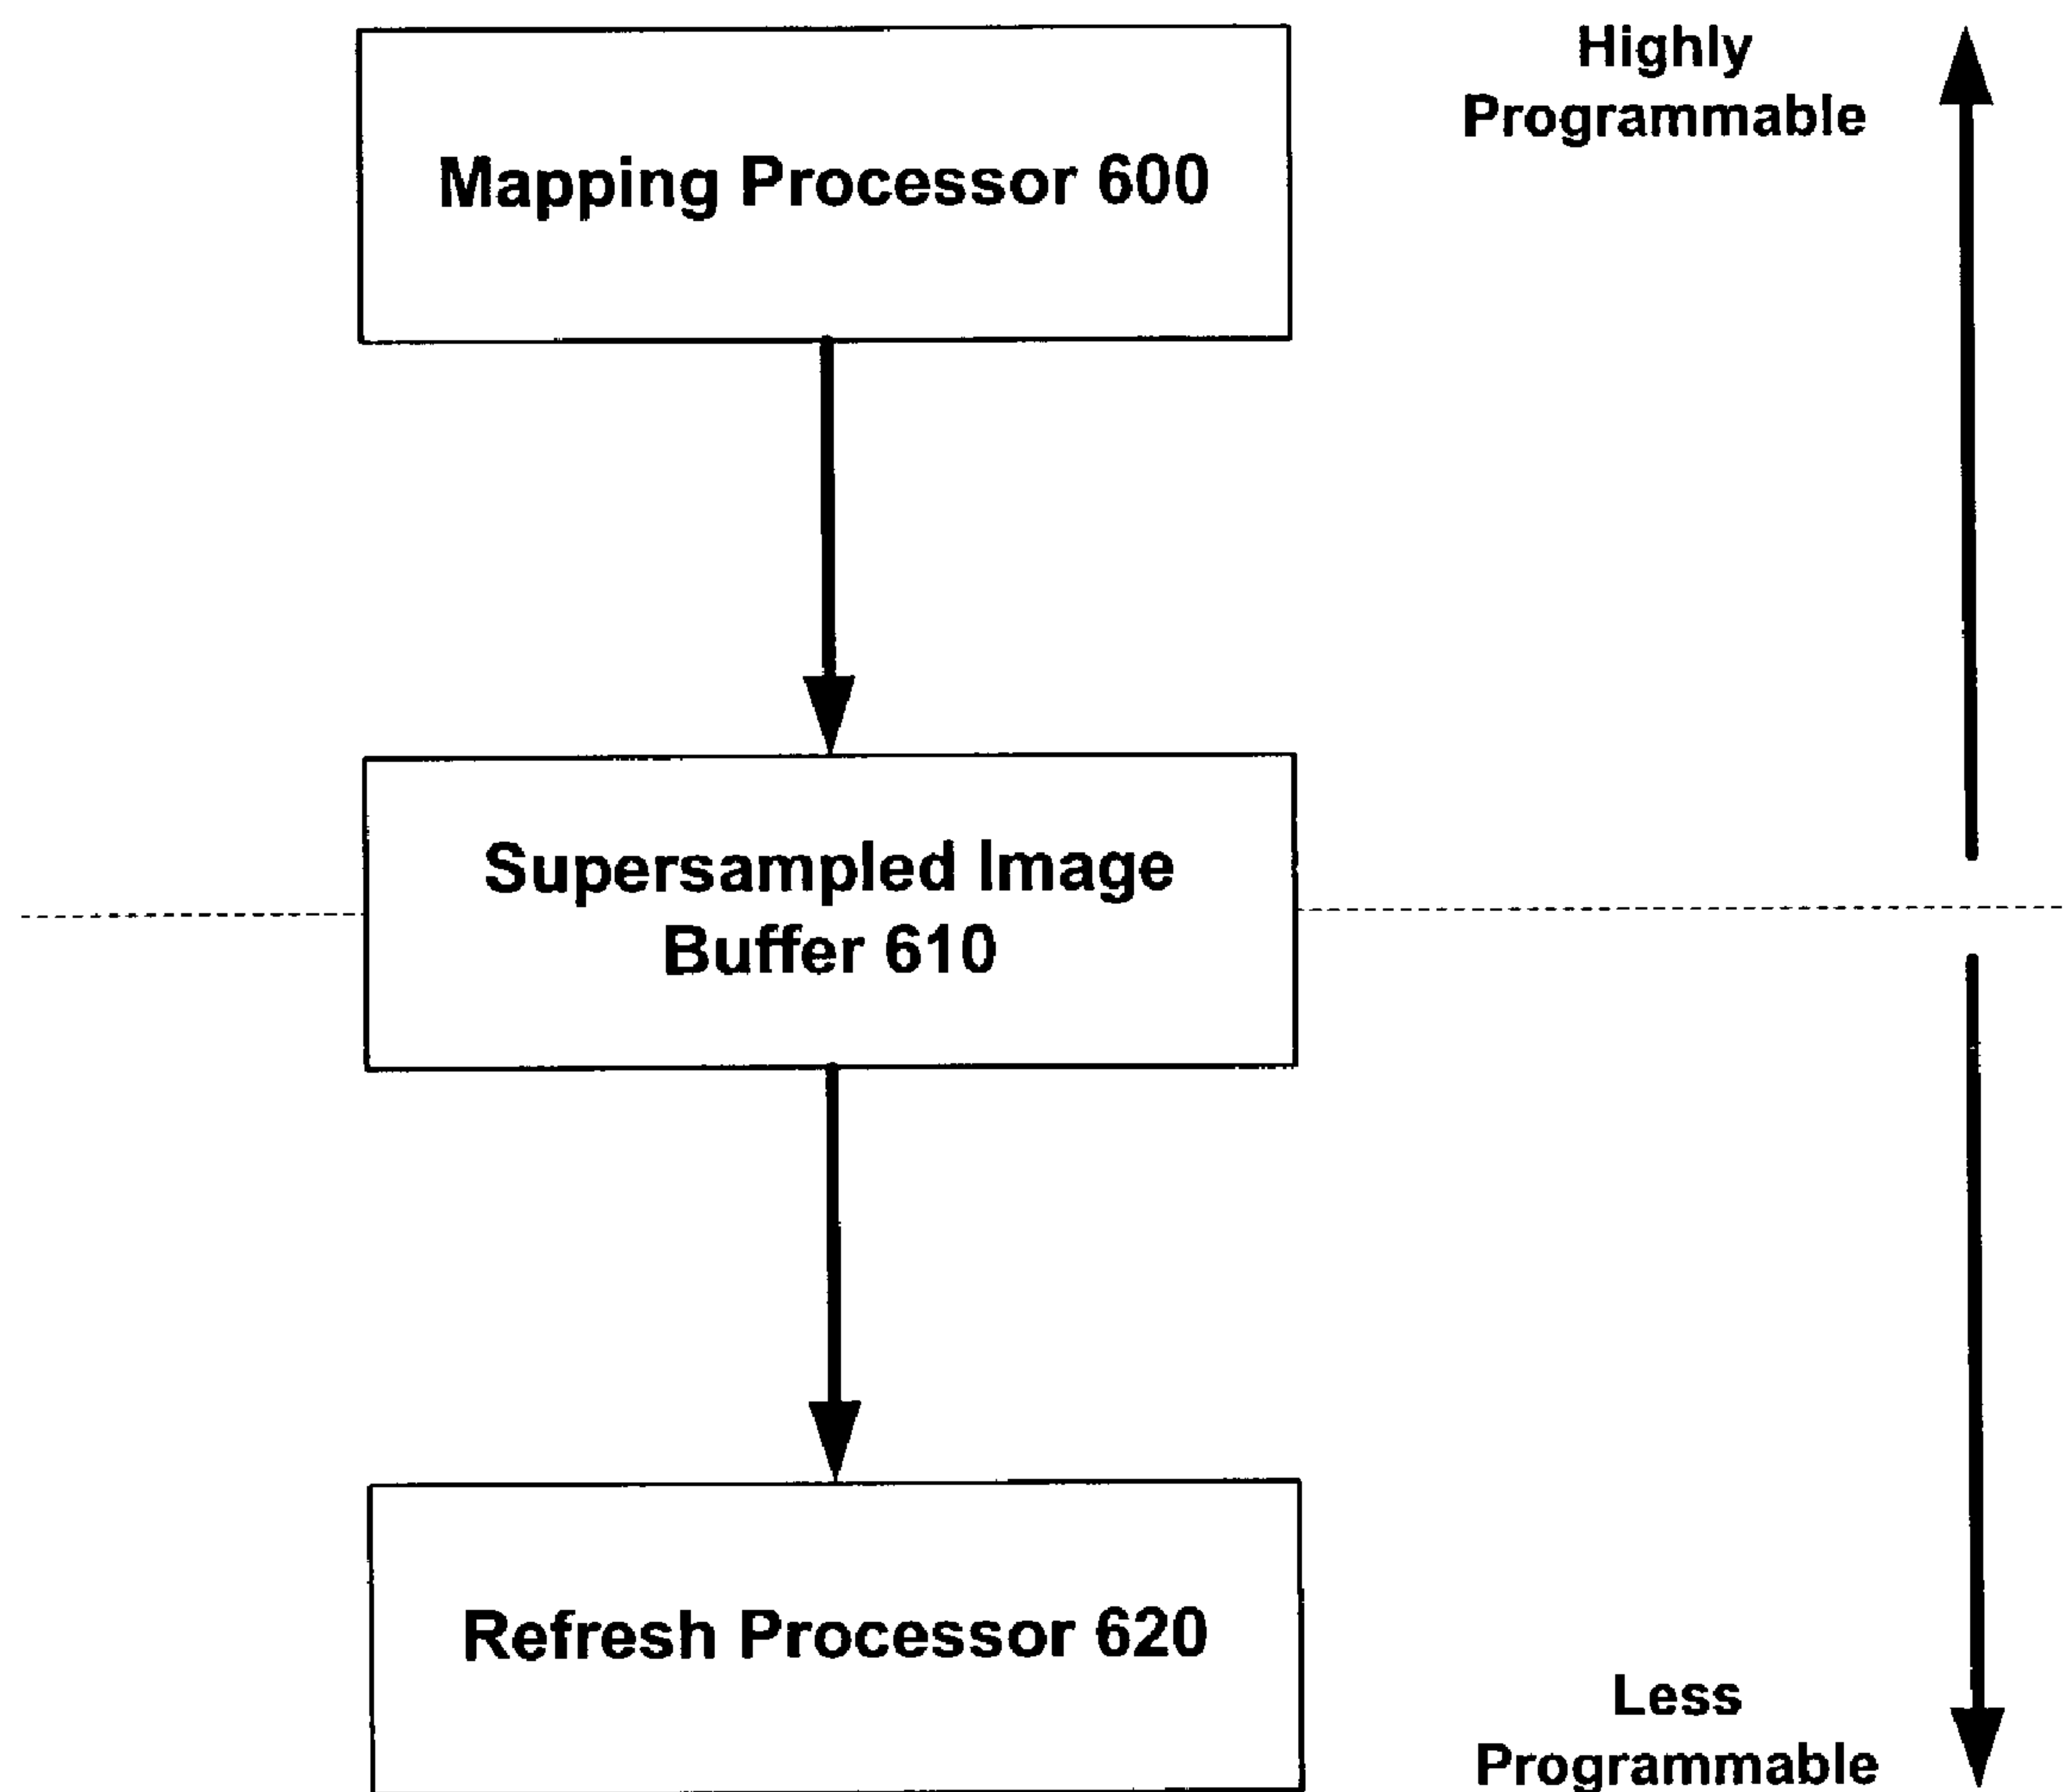 Highly
Programmable
Mapping Processor 600
Supersampled Image
Buffer 610
Refresh Processor 620
Less
Programmable